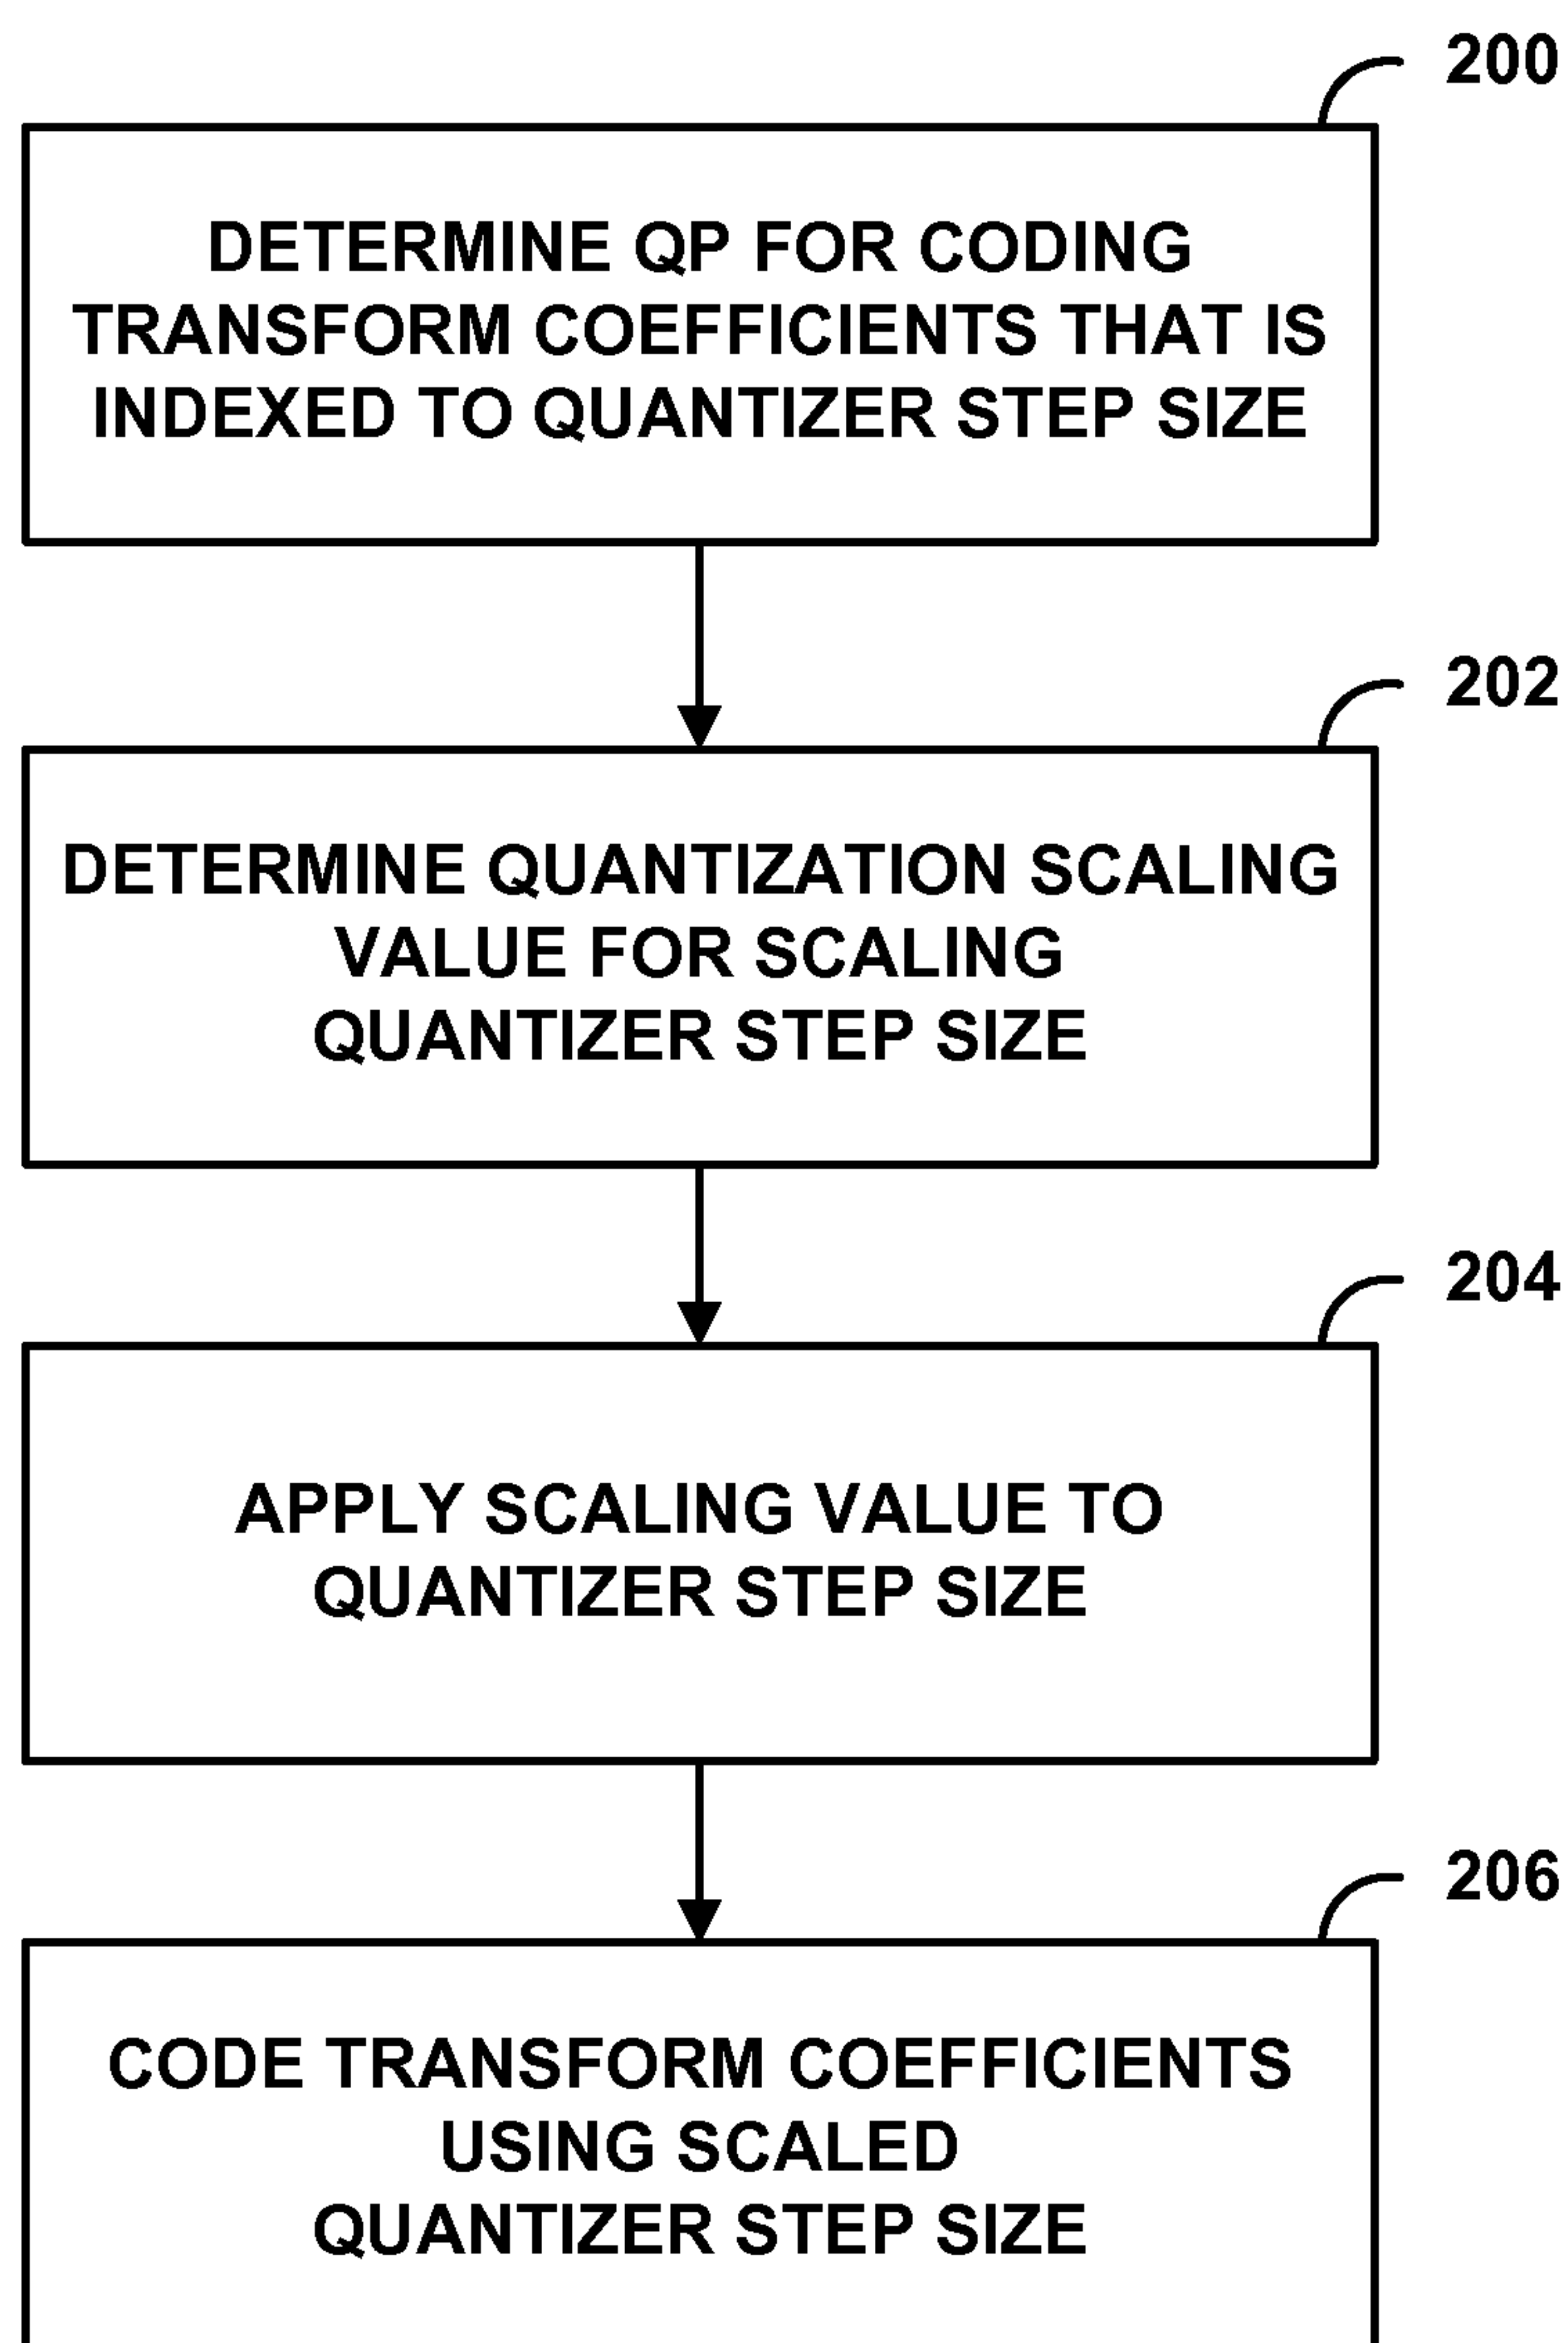 200
DETERMINE QP FOR CODING
TRANSFORM COEFFICIENTS THAT IS
INDEXED TO QUANTIZER STEP SIZE
202
DETERMINE QUANTIZATION SCALING
VALUE FOR SCALING
QUANTIZER STEP SIZE
204
APPLY SCALING VALUE TO
QUANTIZER STEP SIZE
206
CODE TRANSFORM COEFFICIENTS
USING SCALED
QUANTIZER STEP SIZE